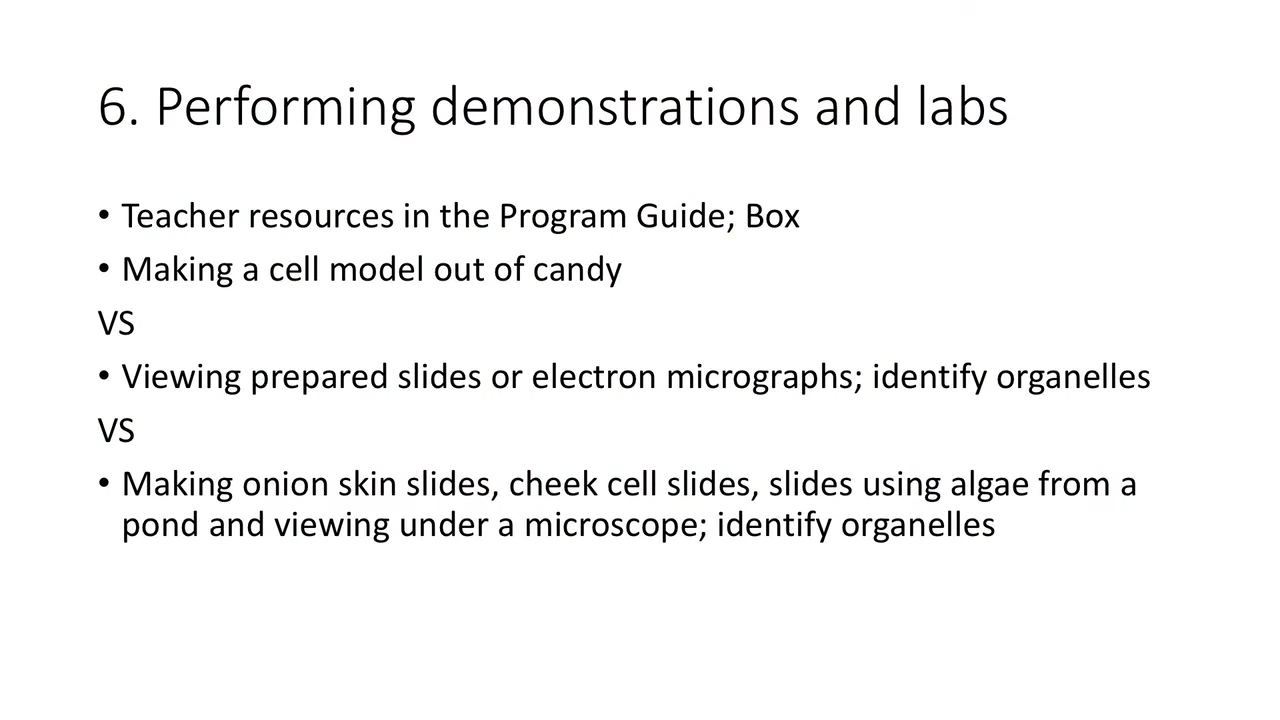 6. Performing demonstrations and labs
• Teacher resources in the Program Guide; Box
• Making a cell model out of candy
VS
• Viewing prepared slides or electron micrographs; identify organelles
VS
• Making onion skin slides, cheek cell slides, slides using algae from a
pond and viewing under a microscope; identify organelles